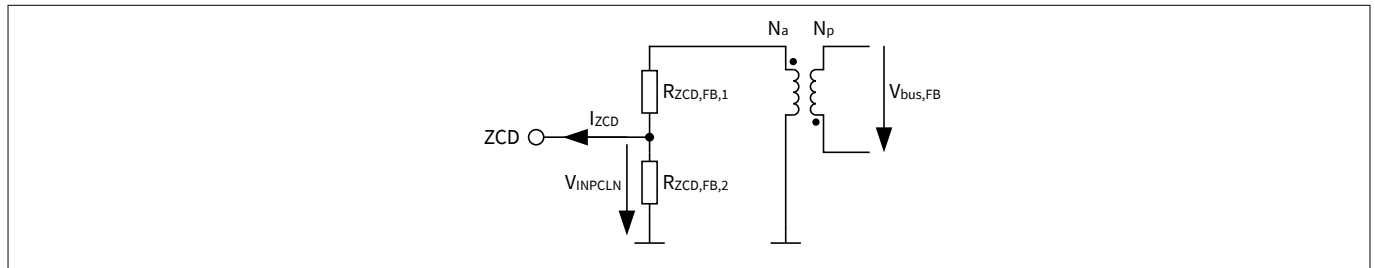 Na Np
RZCD,FB,1
Vbus,FB
IZCD
ZCD
VINPCLN
RZCD,FB,2